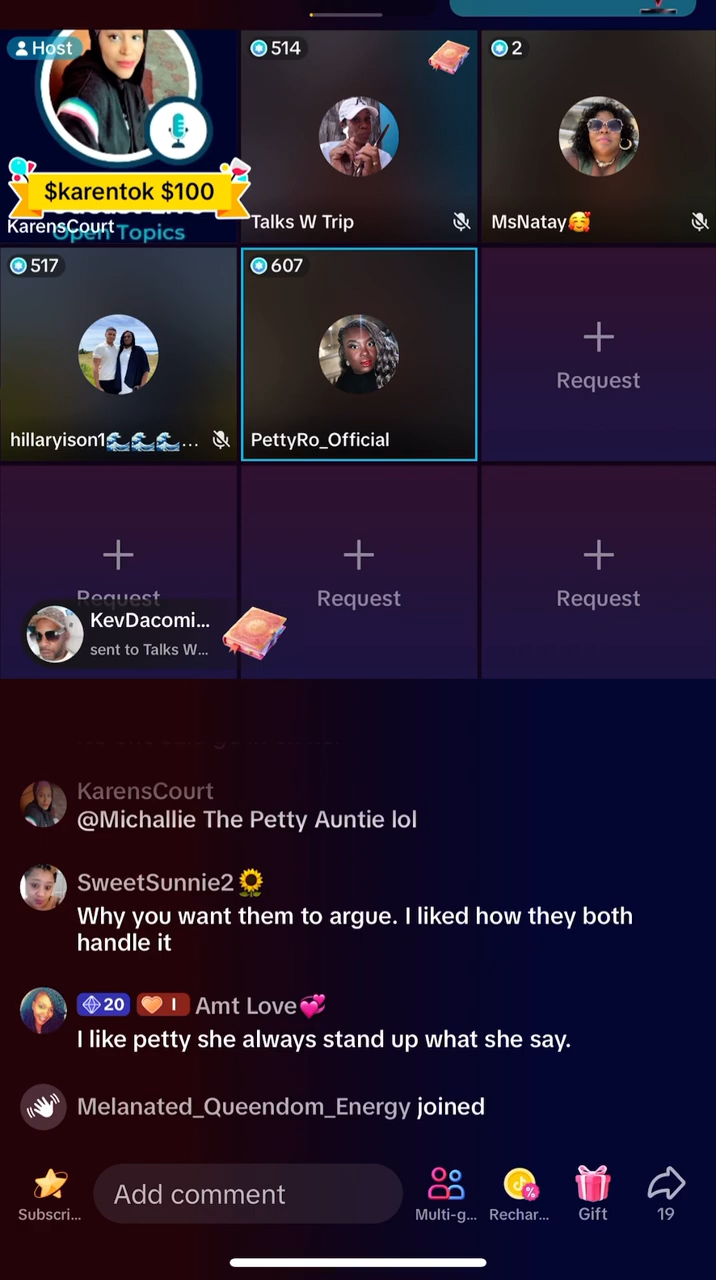 Host
514
2
$karentok $100
KarensCourt
Open Topics
Talks W Trip
MsNatay🥰
517
607
Request
hillaryison1🌊🌊🌊...
PettyRo_Official
Request
Request
Request
KevDacomi...
sent to Talks W...
KarensCourt
@Michallie The Petty Auntie lol
SweetSunnie2🌻
Why you want them to argue. I liked how they both
handle it
20 I Amt Love💞
I like petty she always stand up what she say.
Melanated_Queendom_Energy joined
Add comment
Subscri...
Multi-g...
Rechar...
Gift
19